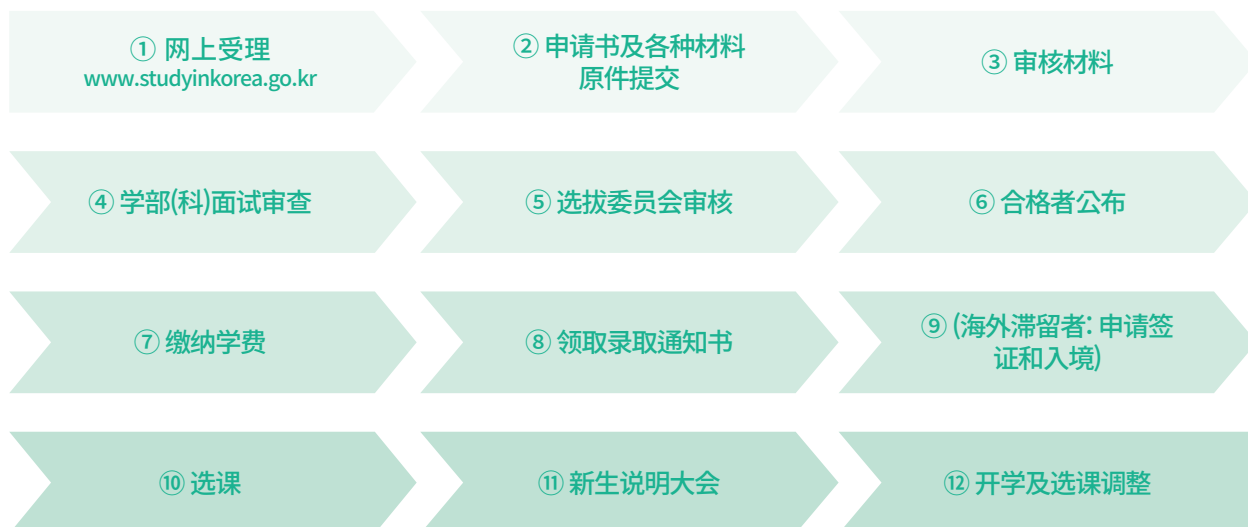 ① 网上受理
www.studyinkorea.go.kr
② 申请书及各种材料
原件提交
③ 审核材料
④ 学部(科)面试审查
⑤ 选拔委员会审核
⑥ 合格者公布
⑦ 缴纳学费
⑧ 领取录取通知书
⑨ (海外滞留者: 申请签
证和入境)
⑩ 选课
⑪ 新生说明大会
⑫ 开学及选课调整